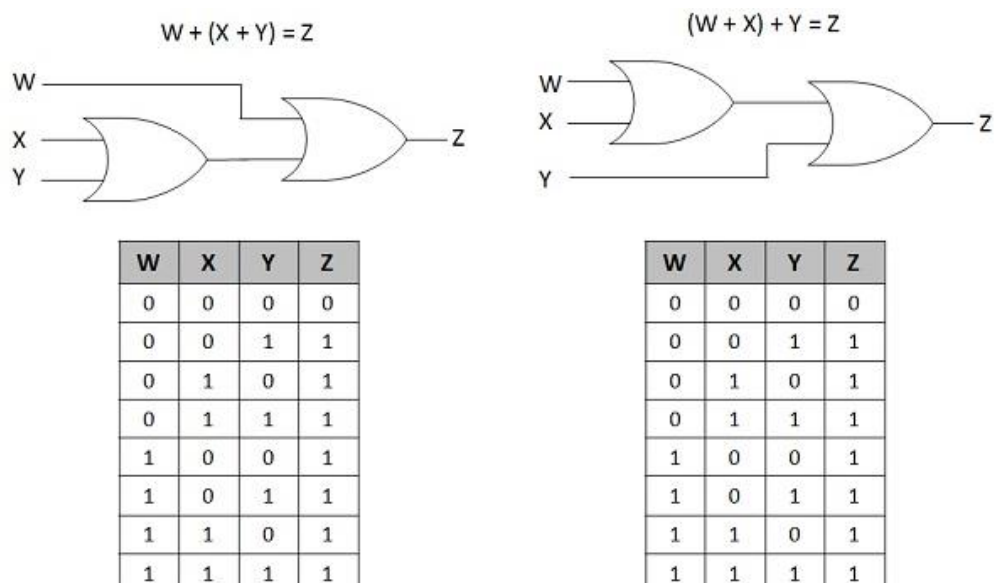 W + (X + Y) = Z
W
X
Y
Z
W X Y Z
0 0 0 0
0 0 1 1
0 1 0 1
0 1 1 1
1 0 0 1
1 0 1 1
1 1 0 1
1 1 1 1
(W + X) + Y = Z
W
X
Y
Z
W X Y Z
0 0 0 0
0 0 1 1
0 1 0 1
0 1 1 1
1 0 0 1
1 0 1 1
1 1 0 1
1 1 1 1